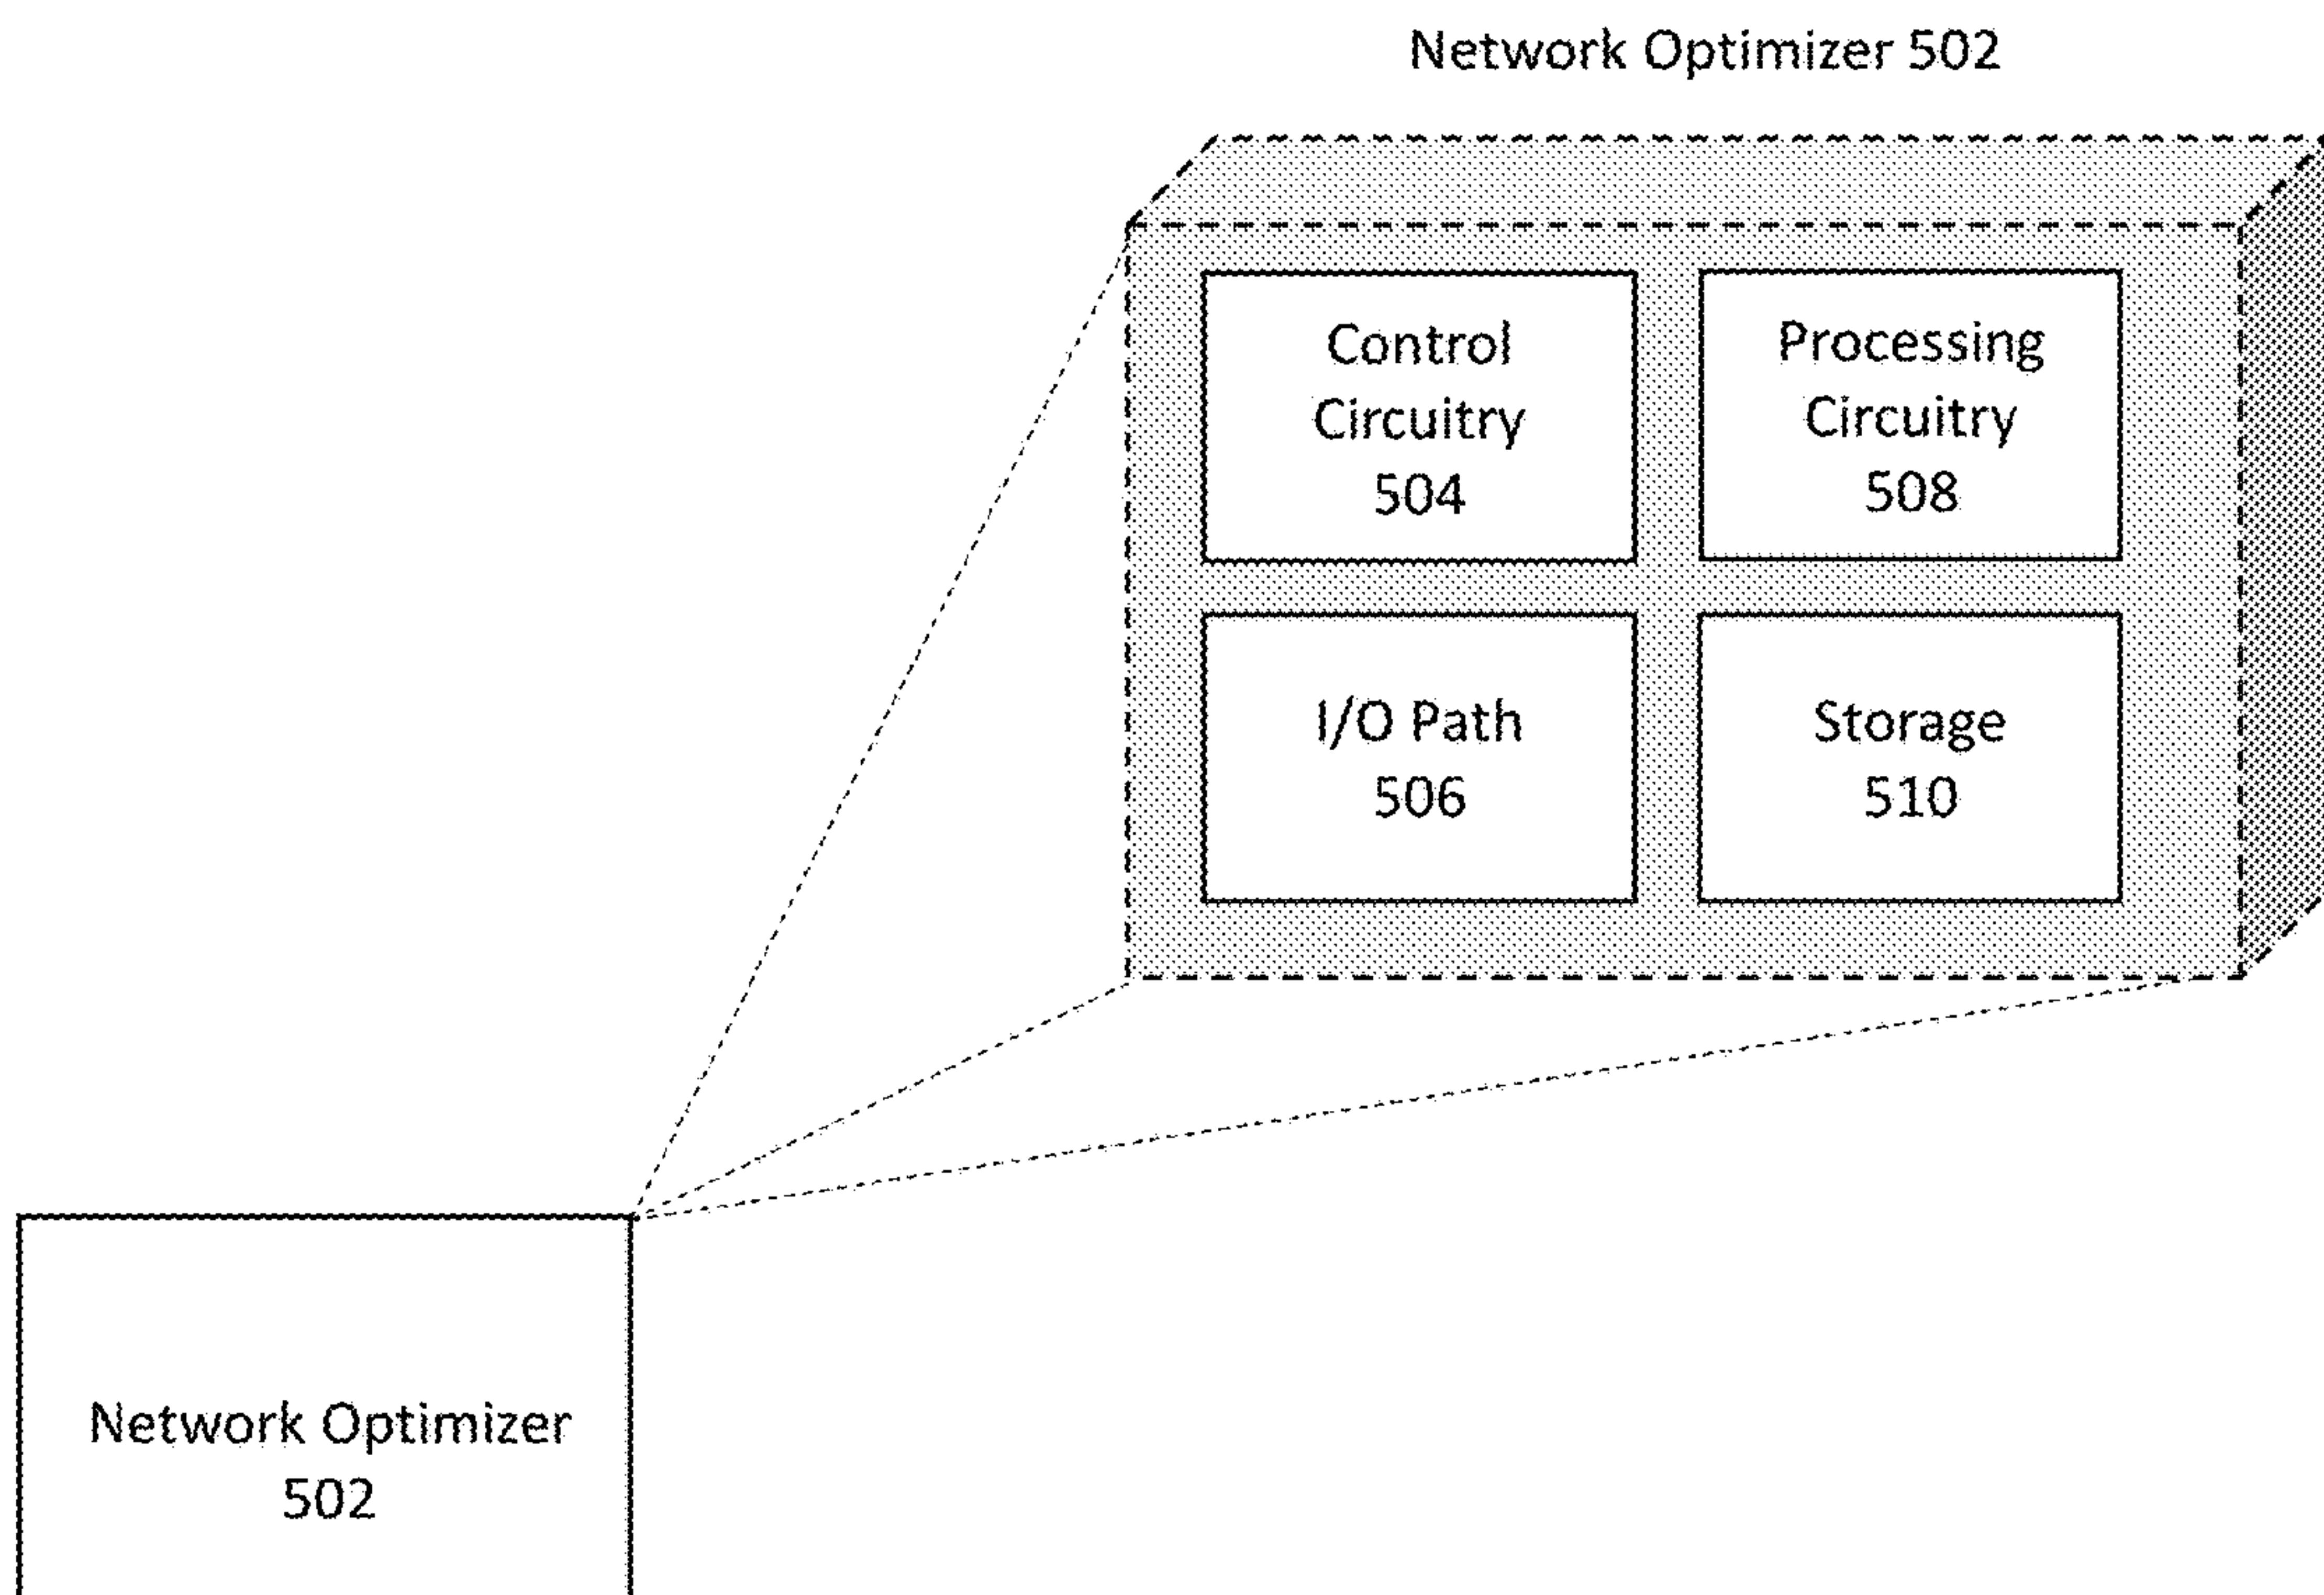 Network Optimizer 502
Control
Circuitry
504
Processing
Circuitry
508
I/O Path
506
Storage
510
Network Optimizer
502